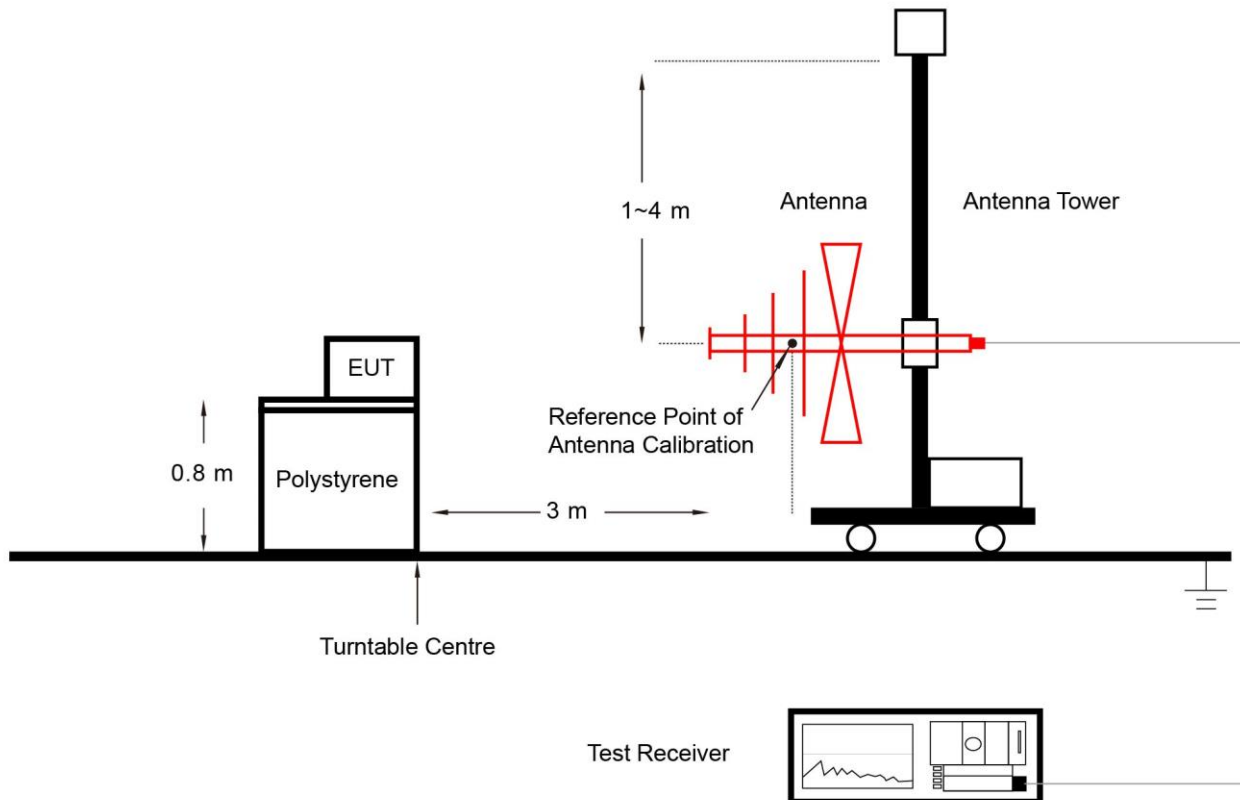 1~4 m
Antenna
Antenna Tower
EUT
Reference Point of
Antenna Calibration
0.8 m
Polystyrene
3 m
Turntable Centre
Test Receiver